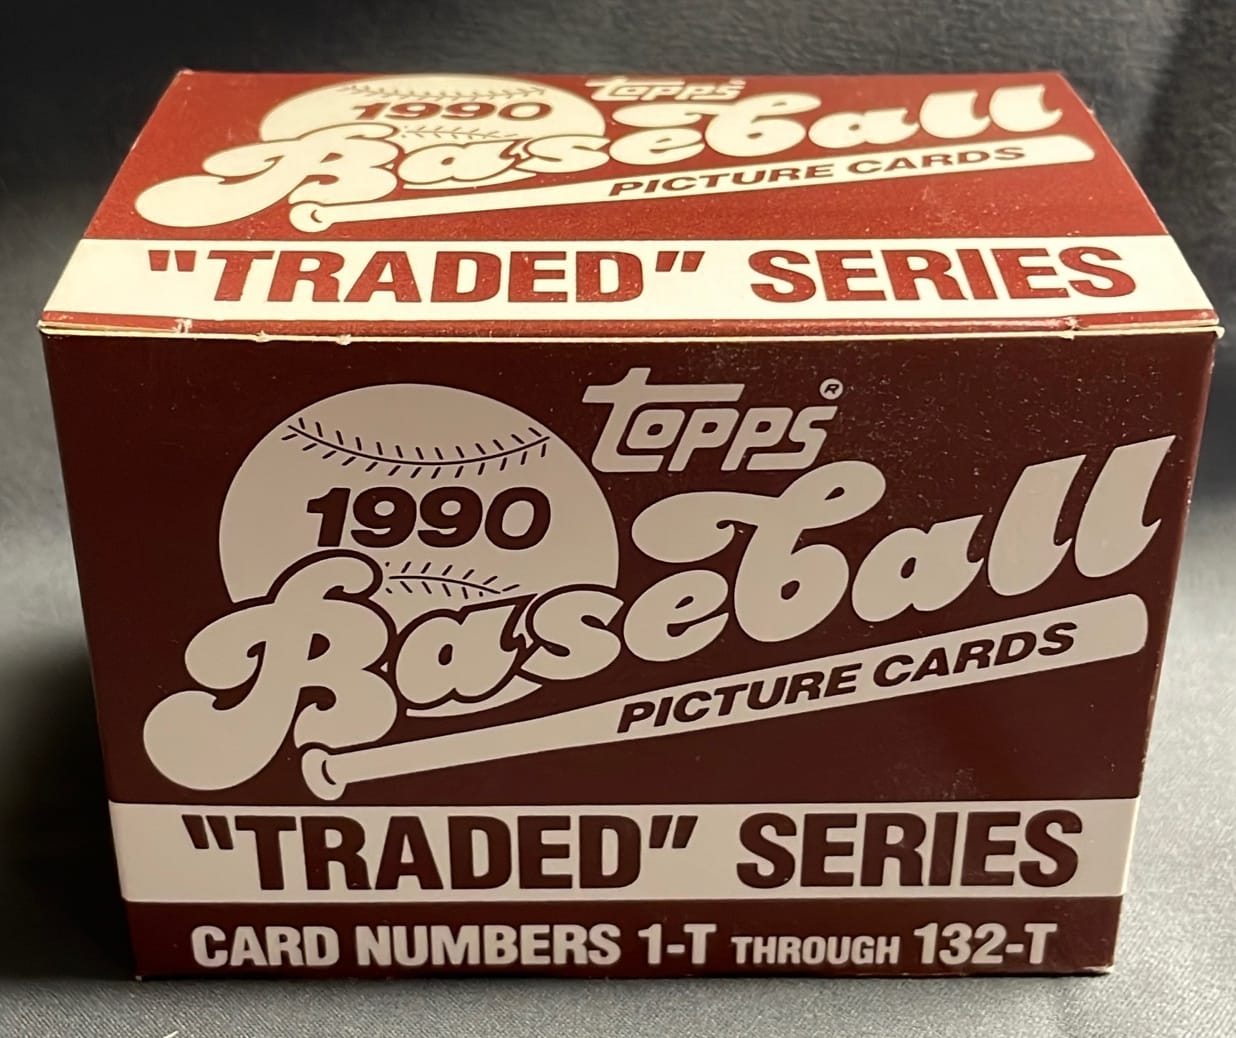 1990
Topps
Baseball
PICTURE CARDS
"TRADED" SERIES
Topps®
1990
Baseball
PICTURE CARDS
"TRADED" SERIES
CARD NUMBERS 1-T THROUGH 132-T